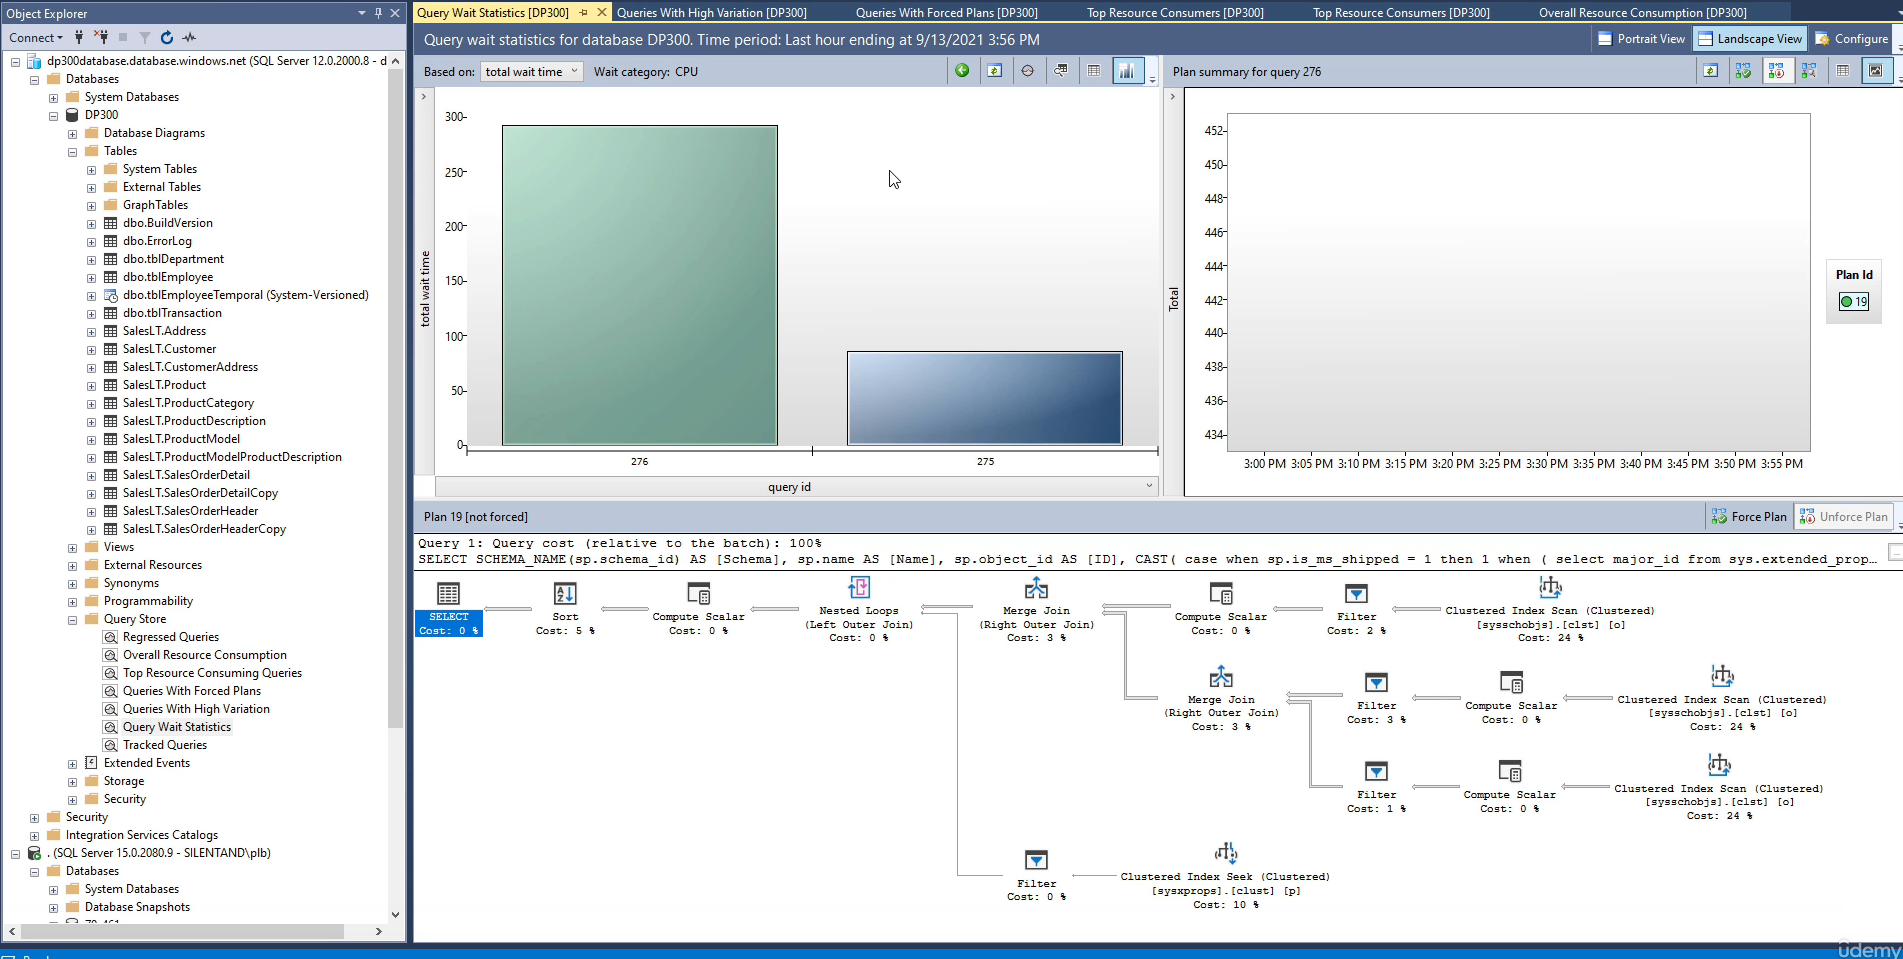 Object Explorer
Connect
dp300database.database.windows.net (SQL Server 12.0.2000.8 - d
Databases
System Databases
DP300
Database Diagrams
Tables
System Tables
External Tables
GraphTables
dbo.BuildVersion
dbo.ErrorLog
dbo.tblDepartment
dbo.tblEmployee
dbo.tblEmployeeTemporal (System-Versioned)
dbo.tblTransaction
SalesLT.Address
SalesLT.Customer
SalesLT.CustomerAddress
SalesLT.Product
SalesLT.ProductCategory
SalesLT.ProductDescription
SalesLT.ProductModel
SalesLT.ProductModelProductDescription
SalesLT.SalesOrderDetail
SalesLT.SalesOrderDetailCopy
SalesLT.SalesOrderHeader
SalesLT.SalesOrderHeaderCopy
Views
External Resources
Synonyms
Programmability
Query Store
Regressed Queries
Overall Resource Consumption
Top Resource Consuming Queries
Queries With Forced Plans
Queries With High Variation
Query Wait Statistics
Tracked Queries
Extended Events
Storage
Security
Security
Integration Services Catalogs
. (SQL Server 15.0.2080.9 - SILENTAND\plb)
Databases
System Databases
Database Snapshots
Query Wait Statistics [DP300] Queries With High Variation [DP300] Queries With Forced Plans [DP300] Top Resource Consumers [DP300] Top Resource Consumers [DP300] Overall Resource Consumption [DP300]
Query wait statistics for database DP300. Time period: Last hour ending at 9/13/2021 3:56 PM
Portrait View Landscape View Configure
Based on: total wait time Wait category: CPU
total wait time
300
250
200
150
100
50
0
276 275
query id
Plan summary for query 276
Total
452
450
448
446
444
442
440
438
436
434
3:00 PM 3:05 PM 3:10 PM 3:15 PM 3:20 PM 3:25 PM 3:30 PM 3:35 PM 3:40 PM 3:45 PM 3:50 PM 3:55 PM
Plan Id
19
Plan 19 [not forced]
Force Plan Unforce Plan
Query 1: Query cost (relative to the batch): 100%
SELECT SCHEMA_NAME(sp.schema_id) AS [Schema], sp.name AS [Name], sp.object_id AS [ID], CAST( case when sp.is_ms_shipped = 1 then 1 when ( select major_id from sys.extended_prop...
SELECT
Cost: 0 %
Sort
Cost: 5 %
Compute Scalar
Cost: 0 %
Nested Loops
(Left Outer Join)
Cost: 0 %
Merge Join
(Right Outer Join)
Cost: 3 %
Compute Scalar
Cost: 0 %
Filter
Cost: 2 %
Clustered Index Scan (Clustered)
[sysschobjs].[clst] [o]
Cost: 24 %
Merge Join
(Right Outer Join)
Cost: 3 %
Filter
Cost: 3 %
Compute Scalar
Cost: 0 %
Clustered Index Scan (Clustered)
[sysschobjs].[clst] [o]
Cost: 24 %
Filter
Cost: 1 %
Compute Scalar
Cost: 0 %
Clustered Index Scan (Clustered)
[sysschobjs].[clst] [o]
Cost: 24 %
Filter
Cost: 0 %
Clustered Index Seek (Clustered)
[sysxprops].[clust] [p]
Cost: 10 %
udemy